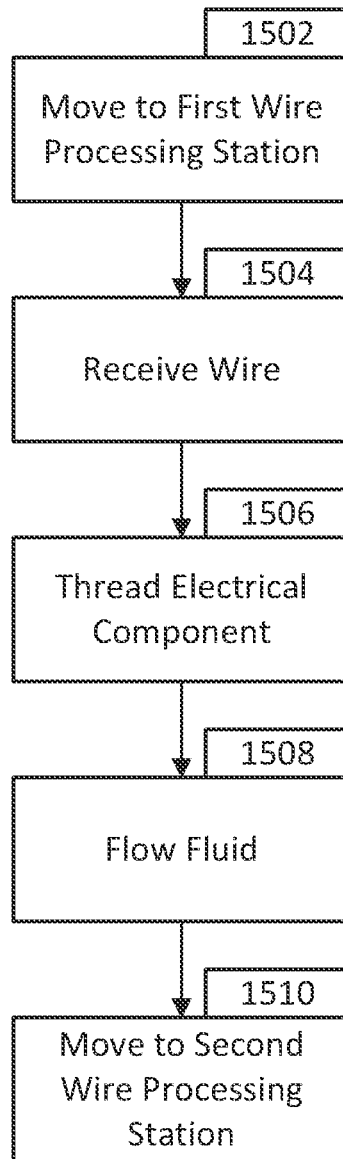 1502
Move to First Wire
Processing Station
1504
Receive Wire
1506
Thread Electrical
Component
1508
Flow Fluid
1510
Move to Second
Wire Processing
Station